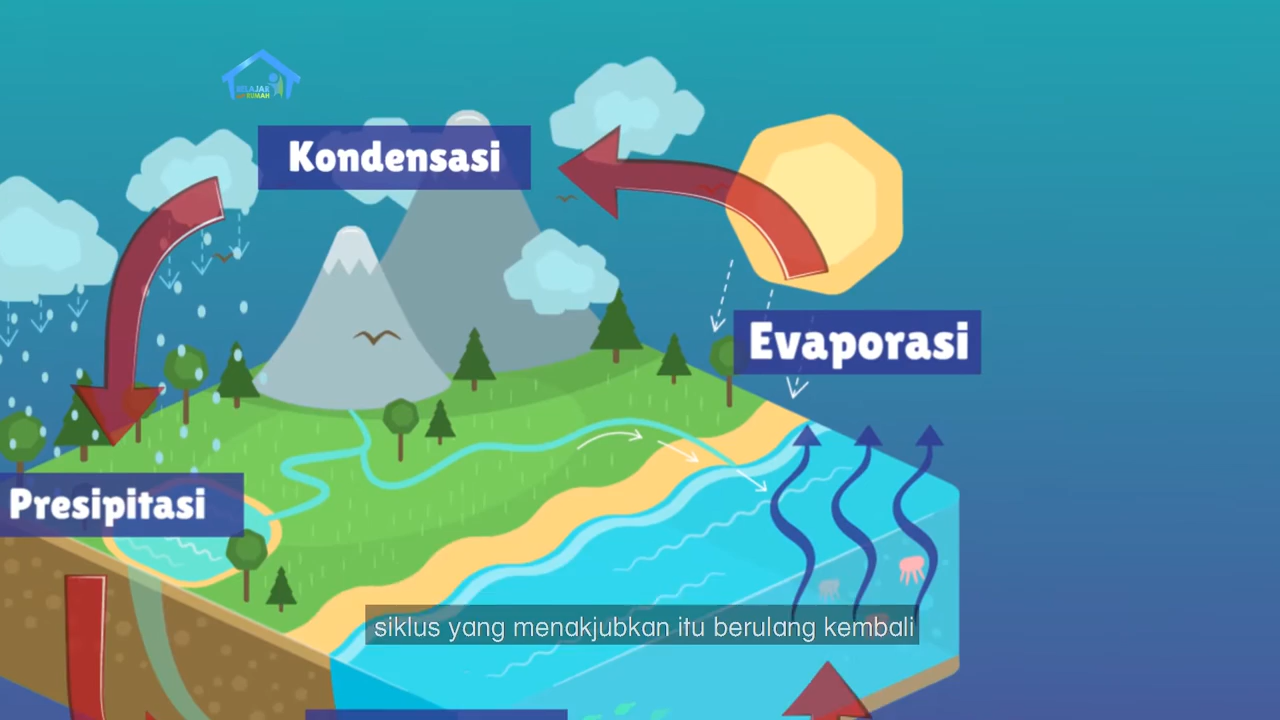 BELAJAR
RUMAH
Kondensasi
Evaporasi
Presipitasi
siklus yang menakjubkan itu berulang kembali